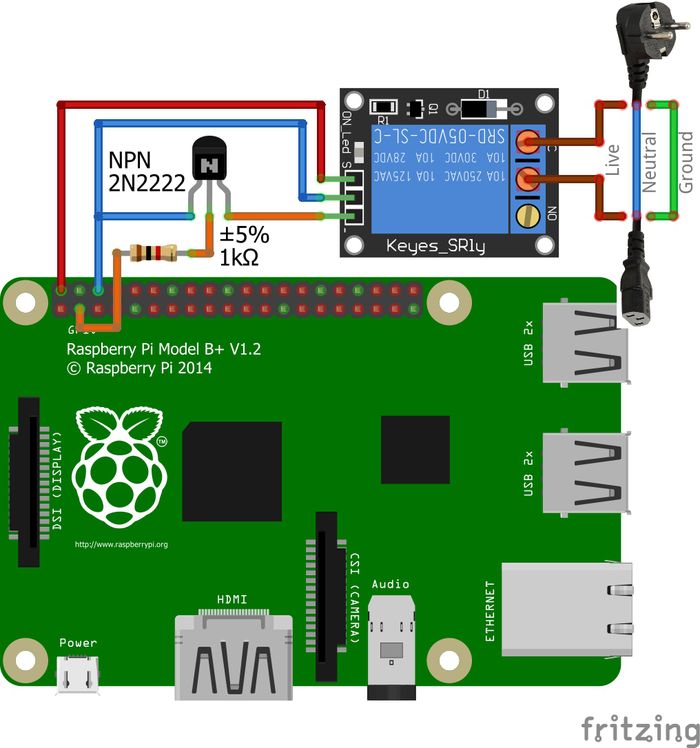 NPN
2N2222
±5%
1kΩ
ON_Led
S
R1
Q1
D1
SRD-05VDC-SL-C
10A 250VAC 10A 125VAC
10A 30VDC 10A 28VDC
C
NO
Keyes_SRly
Live
Neutral
Ground
Raspberry Pi Model B+ V1.2
© Raspberry Pi 2014
DSI (DISPLAY)
TM
http://www.raspberrypi.org
USB 2x
USB 2x
CSI (CAMERA)
HDMI
Audio
ETHERNET
Power
fritzing